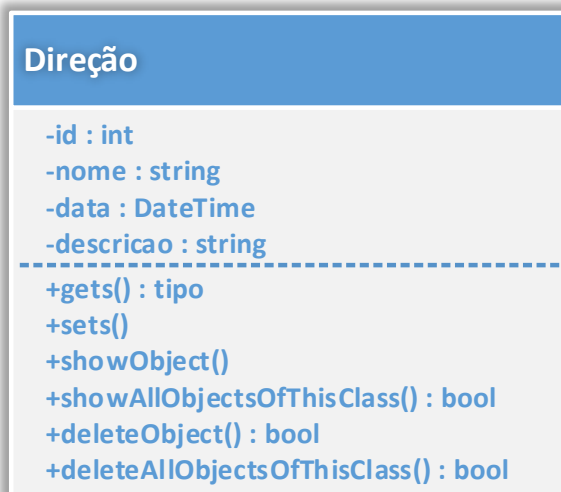 Direção
-id : int
-nome : string
-data : DateTime
-descricao : string
+gets() : tipo
+sets()
+showObject()
+showAllObjectsOfThisClass() : bool
+deleteObject() : bool
+deleteAllObjectsOfThisClass() : bool